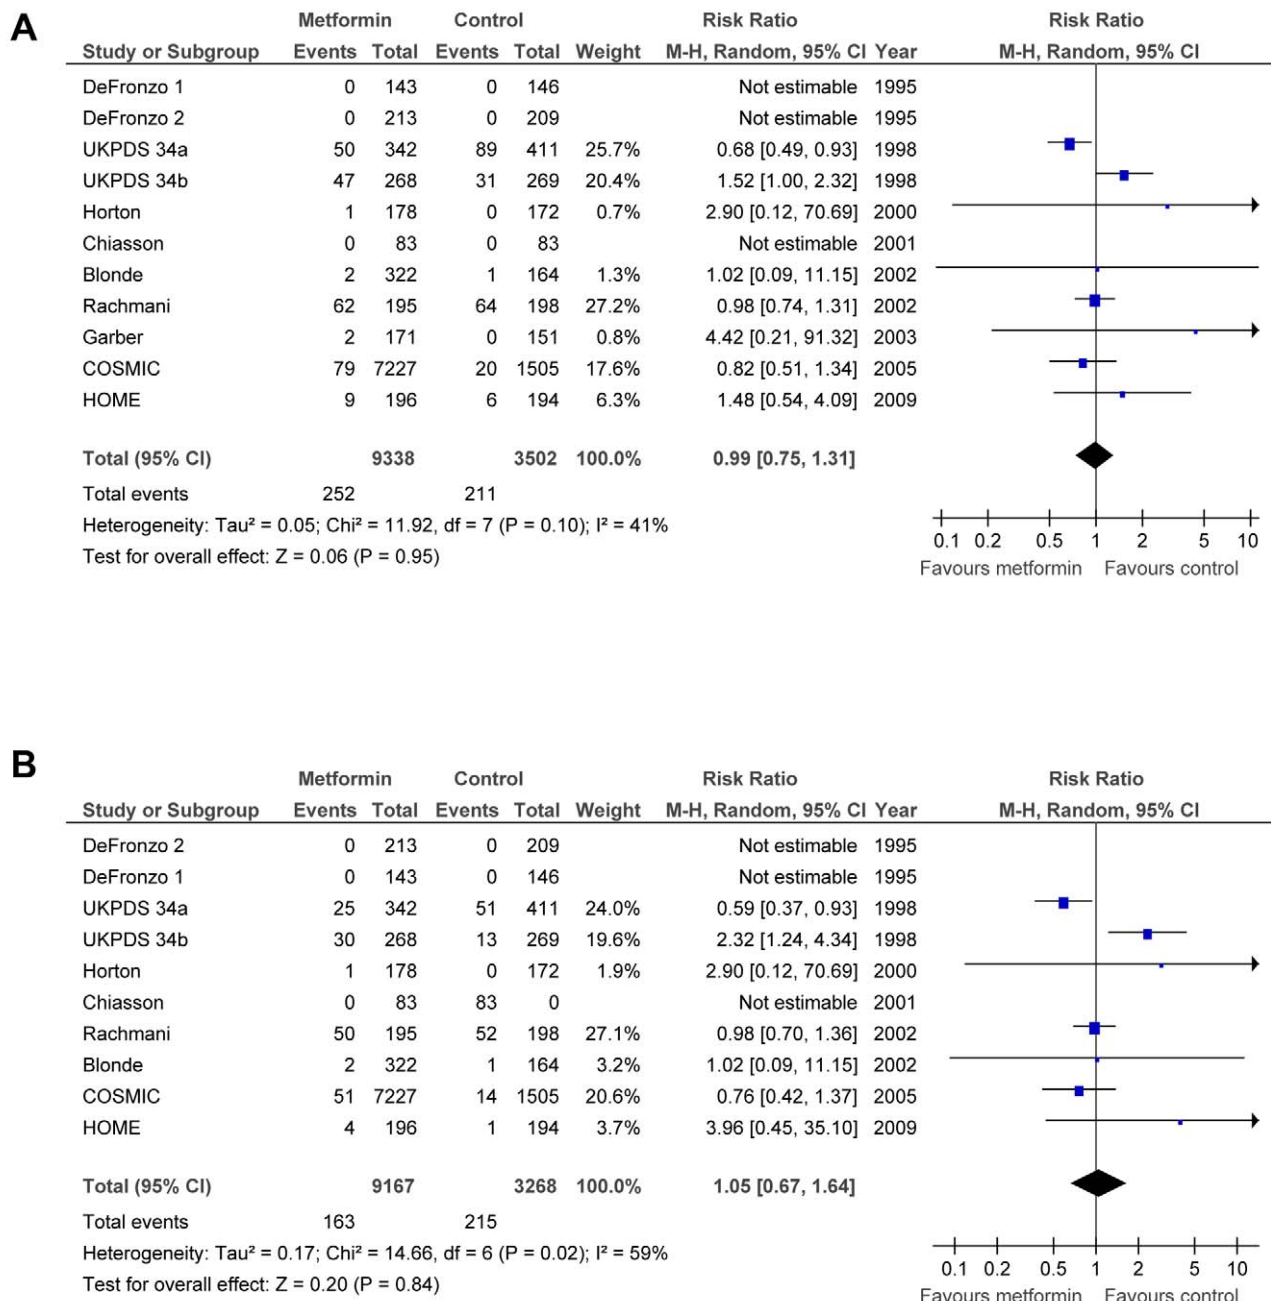 A
Metformin Control Risk Ratio Risk Ratio
Study or Subgroup Events Total Events Total Weight M-H, Random, 95% CI Year M-H, Random, 95% CI
DeFronzo 1 0 143 0 146 Not estimable 1995
DeFronzo 2 0 213 0 209 Not estimable 1995
UKPDS 34a 50 342 89 411 25.7% 0.68 [0.49, 0.93] 1998
UKPDS 34b 47 268 31 269 20.4% 1.52 [1.00, 2.32] 1998
Horton 1 178 0 172 0.7% 2.90 [0.12, 70.69] 2000
Chiasson 0 83 0 83 Not estimable 2001
Blonde 2 322 1 164 1.3% 1.02 [0.09, 11.15] 2002
Rachmani 62 195 64 198 27.2% 0.98 [0.74, 1.31] 2002
Garber 2 171 0 151 0.8% 4.42 [0.21, 91.32] 2003
COSMIC 79 7227 20 1505 17.6% 0.82 [0.51, 1.34] 2005
HOME 9 196 6 194 6.3% 1.48 [0.54, 4.09] 2009
Total (95% CI) 9338 3502 100.0% 0.99 [0.75, 1.31]
Total events 252 211
Heterogeneity: Tau² = 0.05; Chi² = 11.92, df = 7 (P = 0.10); I² = 41%
Test for overall effect: Z = 0.06 (P = 0.95)
0.1 0.2 0.5 1 2 5 10
Favours metformin Favours control
B
Metformin Control Risk Ratio Risk Ratio
Study or Subgroup Events Total Events Total Weight M-H, Random, 95% CI Year M-H, Random, 95% CI
DeFronzo 2 0 213 0 209 Not estimable 1995
DeFronzo 1 0 143 0 146 Not estimable 1995
UKPDS 34a 25 342 51 411 24.0% 0.59 [0.37, 0.93] 1998
UKPDS 34b 30 268 13 269 19.6% 2.32 [1.24, 4.34] 1998
Horton 1 178 0 172 1.9% 2.90 [0.12, 70.69] 2000
Chiasson 0 83 83 0 Not estimable 2001
Rachmani 50 195 52 198 27.1% 0.98 [0.70, 1.36] 2002
Blonde 2 322 1 164 3.2% 1.02 [0.09, 11.15] 2002
COSMIC 51 7227 14 1505 20.6% 0.76 [0.42, 1.37] 2005
HOME 4 196 1 194 3.7% 3.96 [0.45, 35.10] 2009
Total (95% CI) 9167 3268 100.0% 1.05 [0.67, 1.64]
Total events 163 215
Heterogeneity: Tau² = 0.17; Chi² = 14.66, df = 6 (P = 0.02); I² = 59%
Test for overall effect: Z = 0.20 (P = 0.84)
0.1 0.2 0.5 1 2 5 10
Favours metformin Favours control